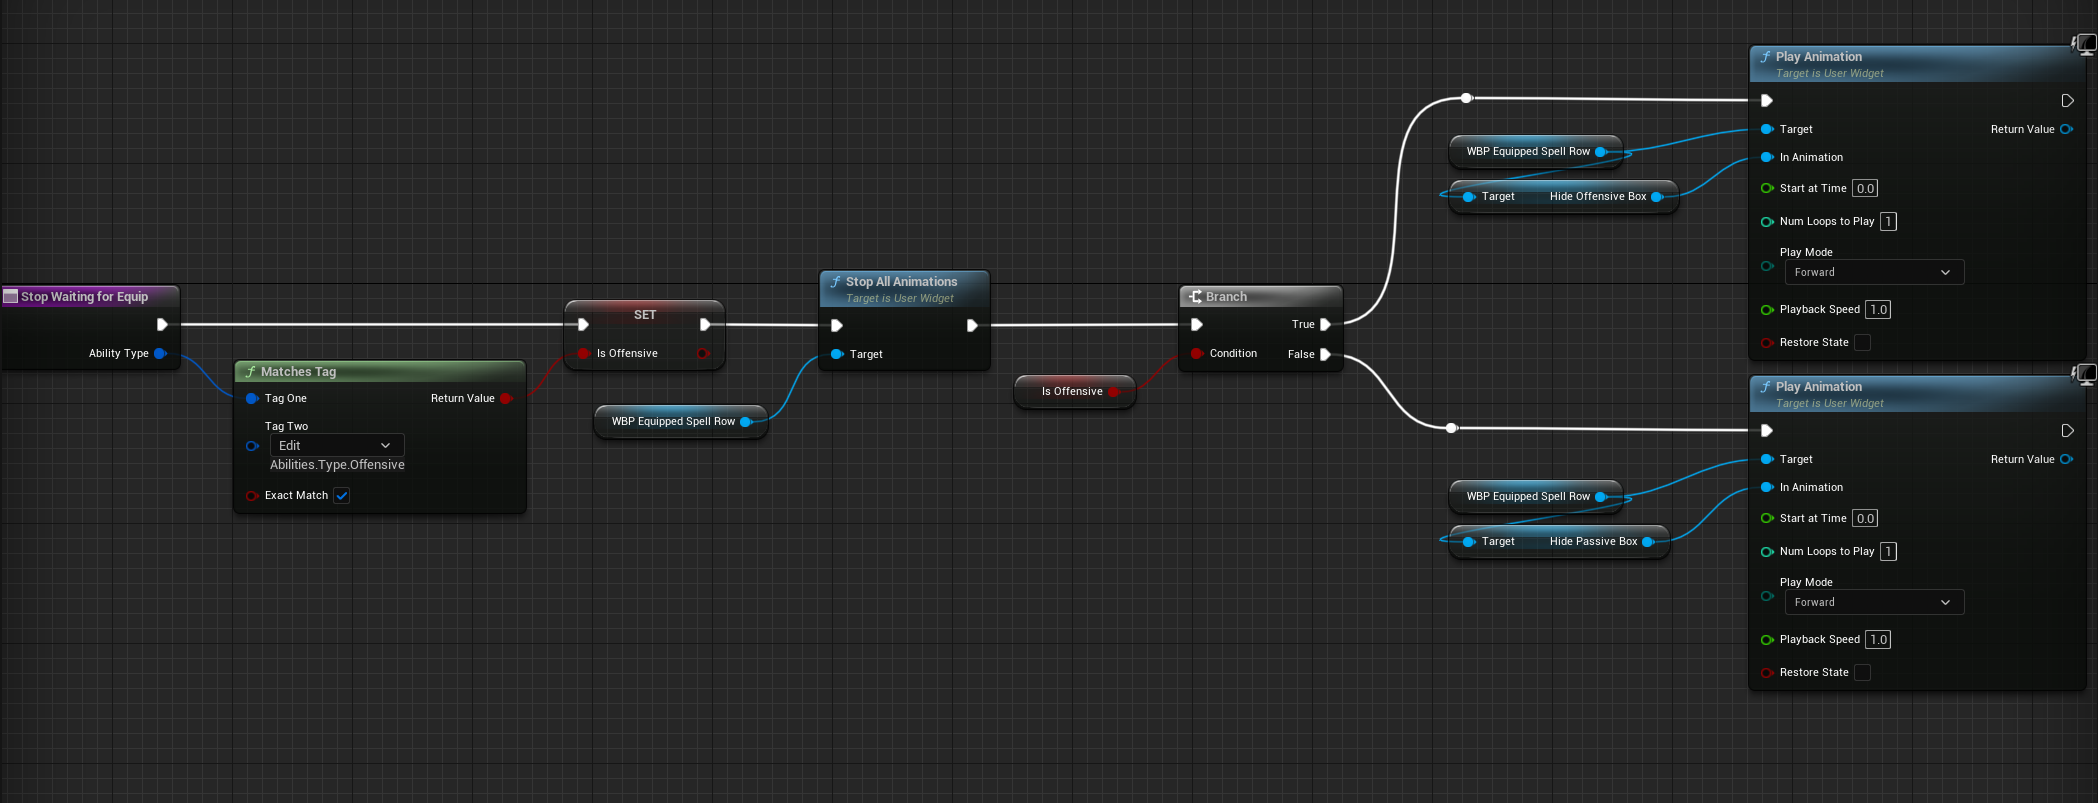 Stop Waiting for Equip
Ability Type
f Matches Tag
Tag One Return Value
Tag Two
Edit
Abilities.Type.Offensive
Exact Match
SET
Is Offensive
WBP Equipped Spell Row
f Stop All Animations
Target is User Widget
Target
Is Offensive
Branch
True
Condition False
WBP Equipped Spell Row
Target Hide Offensive Box
f Play Animation
Target is User Widget
Target Return Value
In Animation
Start at Time 0.0
Num Loops to Play 1
Play Mode
Forward
Playback Speed 1.0
Restore State
WBP Equipped Spell Row
Target Hide Passive Box
f Play Animation
Target is User Widget
Target Return Value
In Animation
Start at Time 0.0
Num Loops to Play 1
Play Mode
Forward
Playback Speed 1.0
Restore State